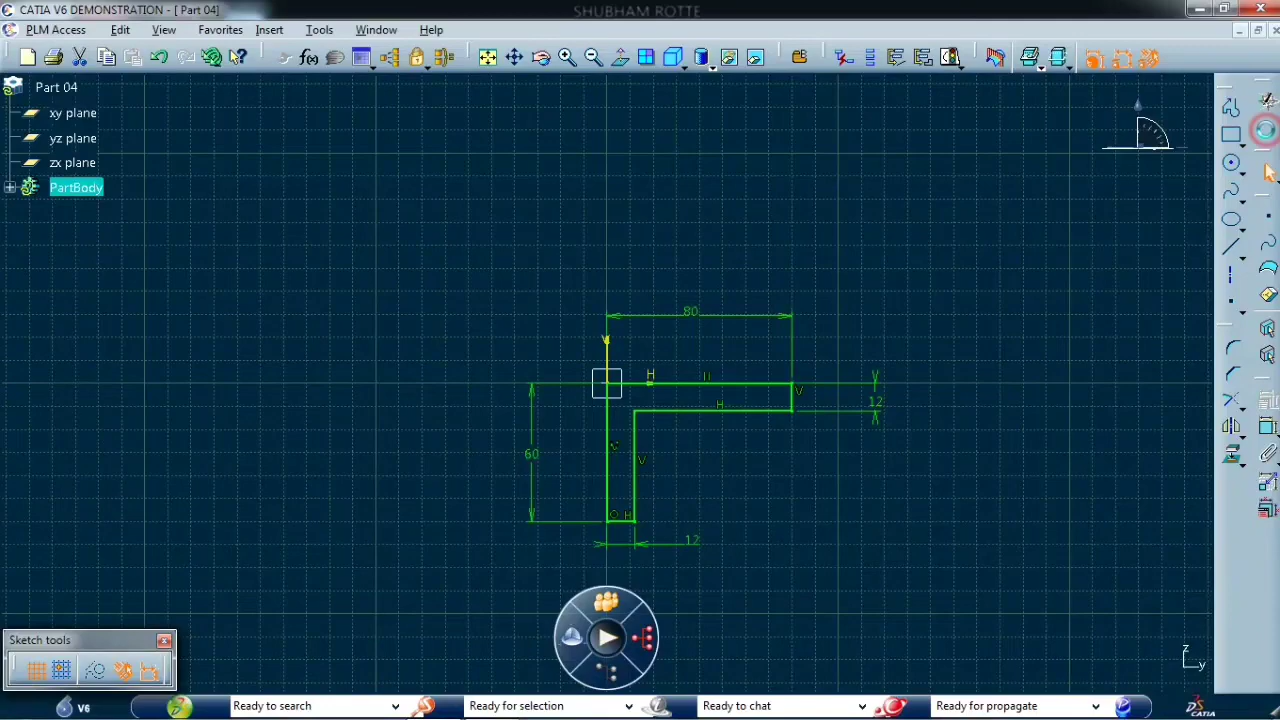 CATIA V6 DEMONSTRATION - [ Part 04 ]
SHUBHAM ROTTE
PLM Access Edit View Favorites Insert Tools Window Help
f(x)
Part 04
xy plane
yz plane
zx plane
PartBody
80
V
H
H
V
12
H
60
V
V
H
12
Sketch tools
z
y
V6
Ready to search
Ready for selection
Ready to chat
Ready for propagate
DS
CATIA